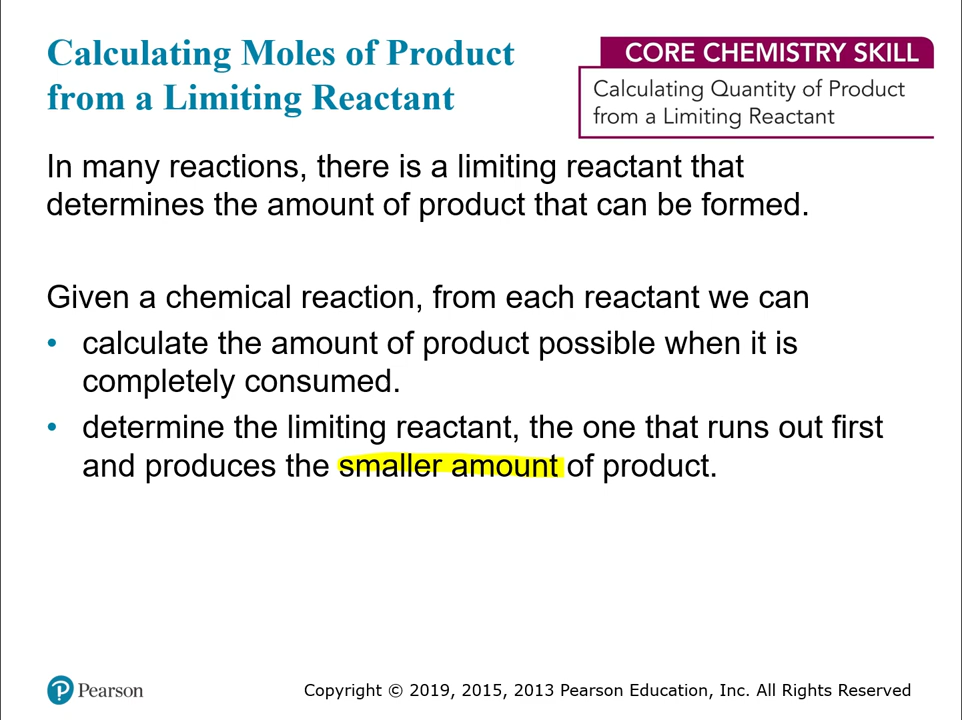 Calculating Moles of Product
from a Limiting Reactant
CORE CHEMISTRY SKILL
Calculating Quantity of Product
from a Limiting Reactant
In many reactions, there is a limiting reactant that
determines the amount of product that can be formed.
Given a chemical reaction, from each reactant we can
• calculate the amount of product possible when it is
completely consumed.
• determine the limiting reactant, the one that runs out first
and produces the smaller amount of product.
Pearson
Copyright © 2019, 2015, 2013 Pearson Education, Inc. All Rights Reserved